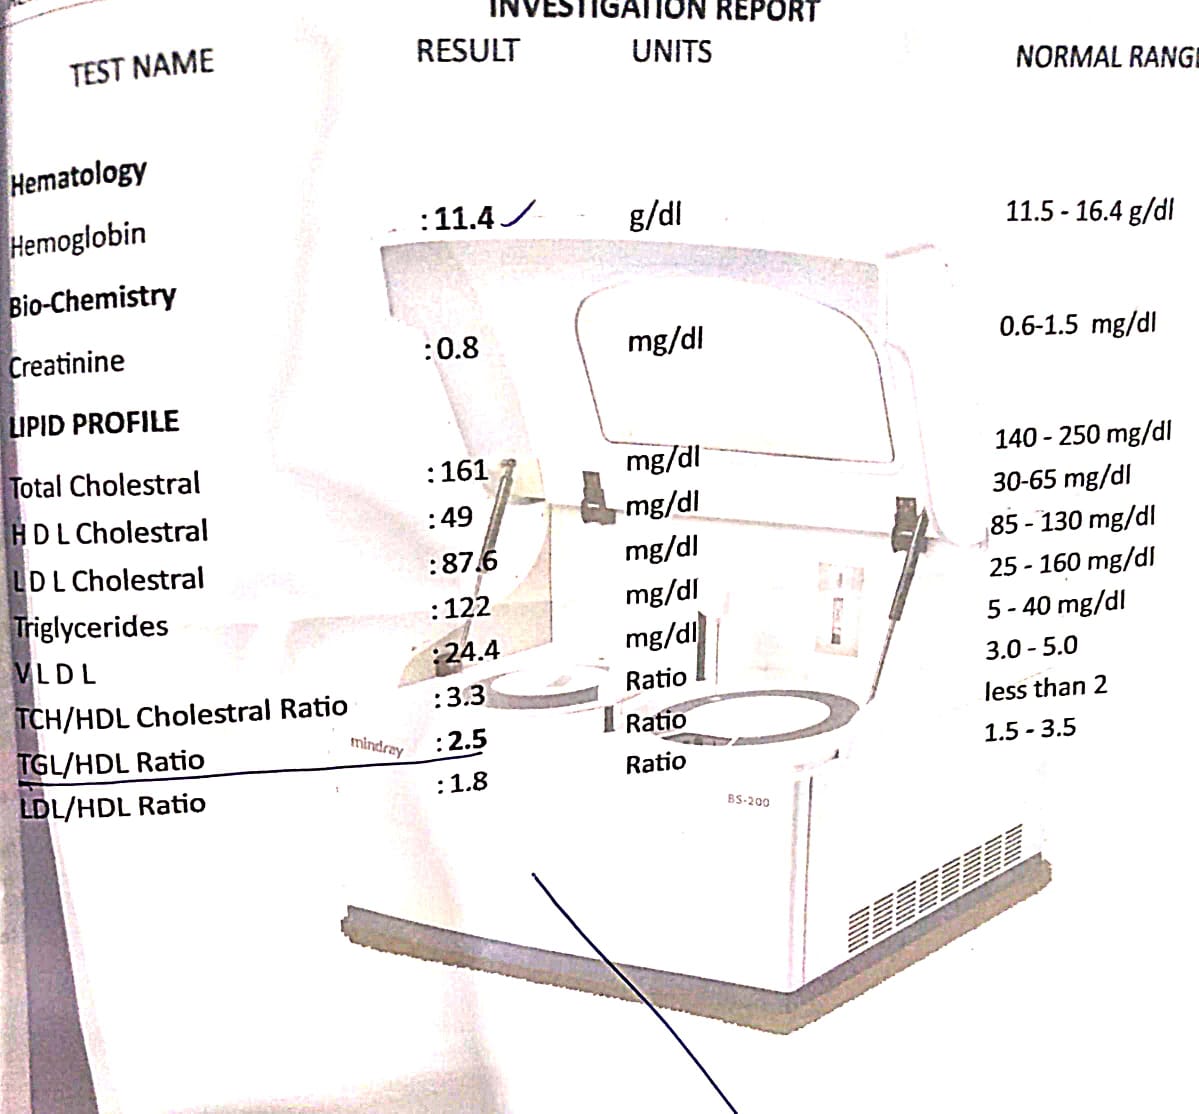 INVESTIGATION REPORT
TEST NAME RESULT UNITS NORMAL RANGE
Hematology
Hemoglobin :11.4 g/dl 11.5 - 16.4 g/dl
Bio-Chemistry
Creatinine :0.8 mg/dl 0.6-1.5 mg/dl
LIPID PROFILE
Total Cholestral :161 mg/dl 140 - 250 mg/dl
H D L Cholestral :49 mg/dl 30-65 mg/dl
L D L Cholestral :87.6 mg/dl 85 - 130 mg/dl
Triglycerides :122 mg/dl 25 - 160 mg/dl
V L D L :24.4 mg/dl 5 - 40 mg/dl
TCH/HDL Cholestral Ratio :3.3 Ratio 3.0 - 5.0
TGL/HDL Ratio :2.5 Ratio less than 2
LDL/HDL Ratio :1.8 Ratio 1.5 - 3.5
mindray
BS-200